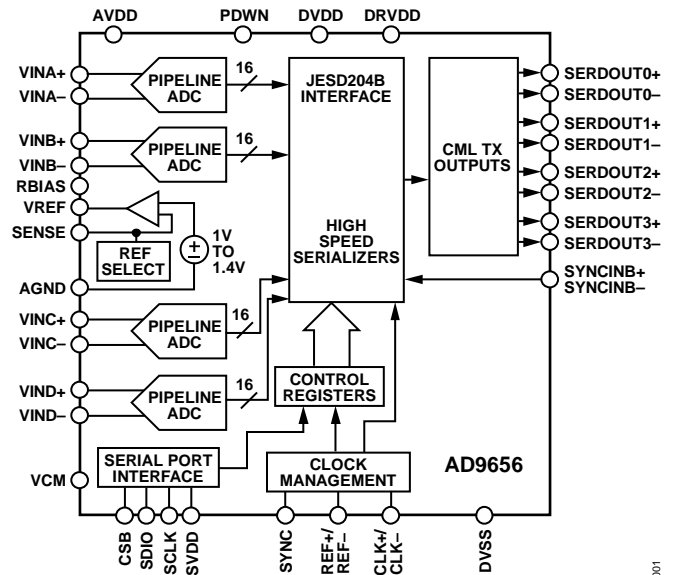 AVDD
PDWN
DVDD
DRVDD
VINA+
VINA–
PIPELINE
ADC
16
JESD204B
INTERFACE
HIGH
SPEED
SERIALIZERS
CML TX
OUTPUTS
SERDOUT0+
SERDOUT0–
SERDOUT1+
SERDOUT1–
SERDOUT2+
SERDOUT2–
SERDOUT3+
SERDOUT3–
SYNCINB+
SYNCINB–
VINB+
VINB–
PIPELINE
ADC
16
RBIAS
VREF
SENSE
REF
SELECT
1V
TO
1.4V
AGND
VINC+
VINC–
PIPELINE
ADC
16
VIND+
VIND–
PIPELINE
ADC
16
CONTROL
REGISTERS
SERIAL PORT
INTERFACE
CLOCK
MANAGEMENT
AD9656
VCM
CSB
SDIO
SCLK
SVDD
SYNC
REF+/
REF–
CLK+/
CLK–
DVSS